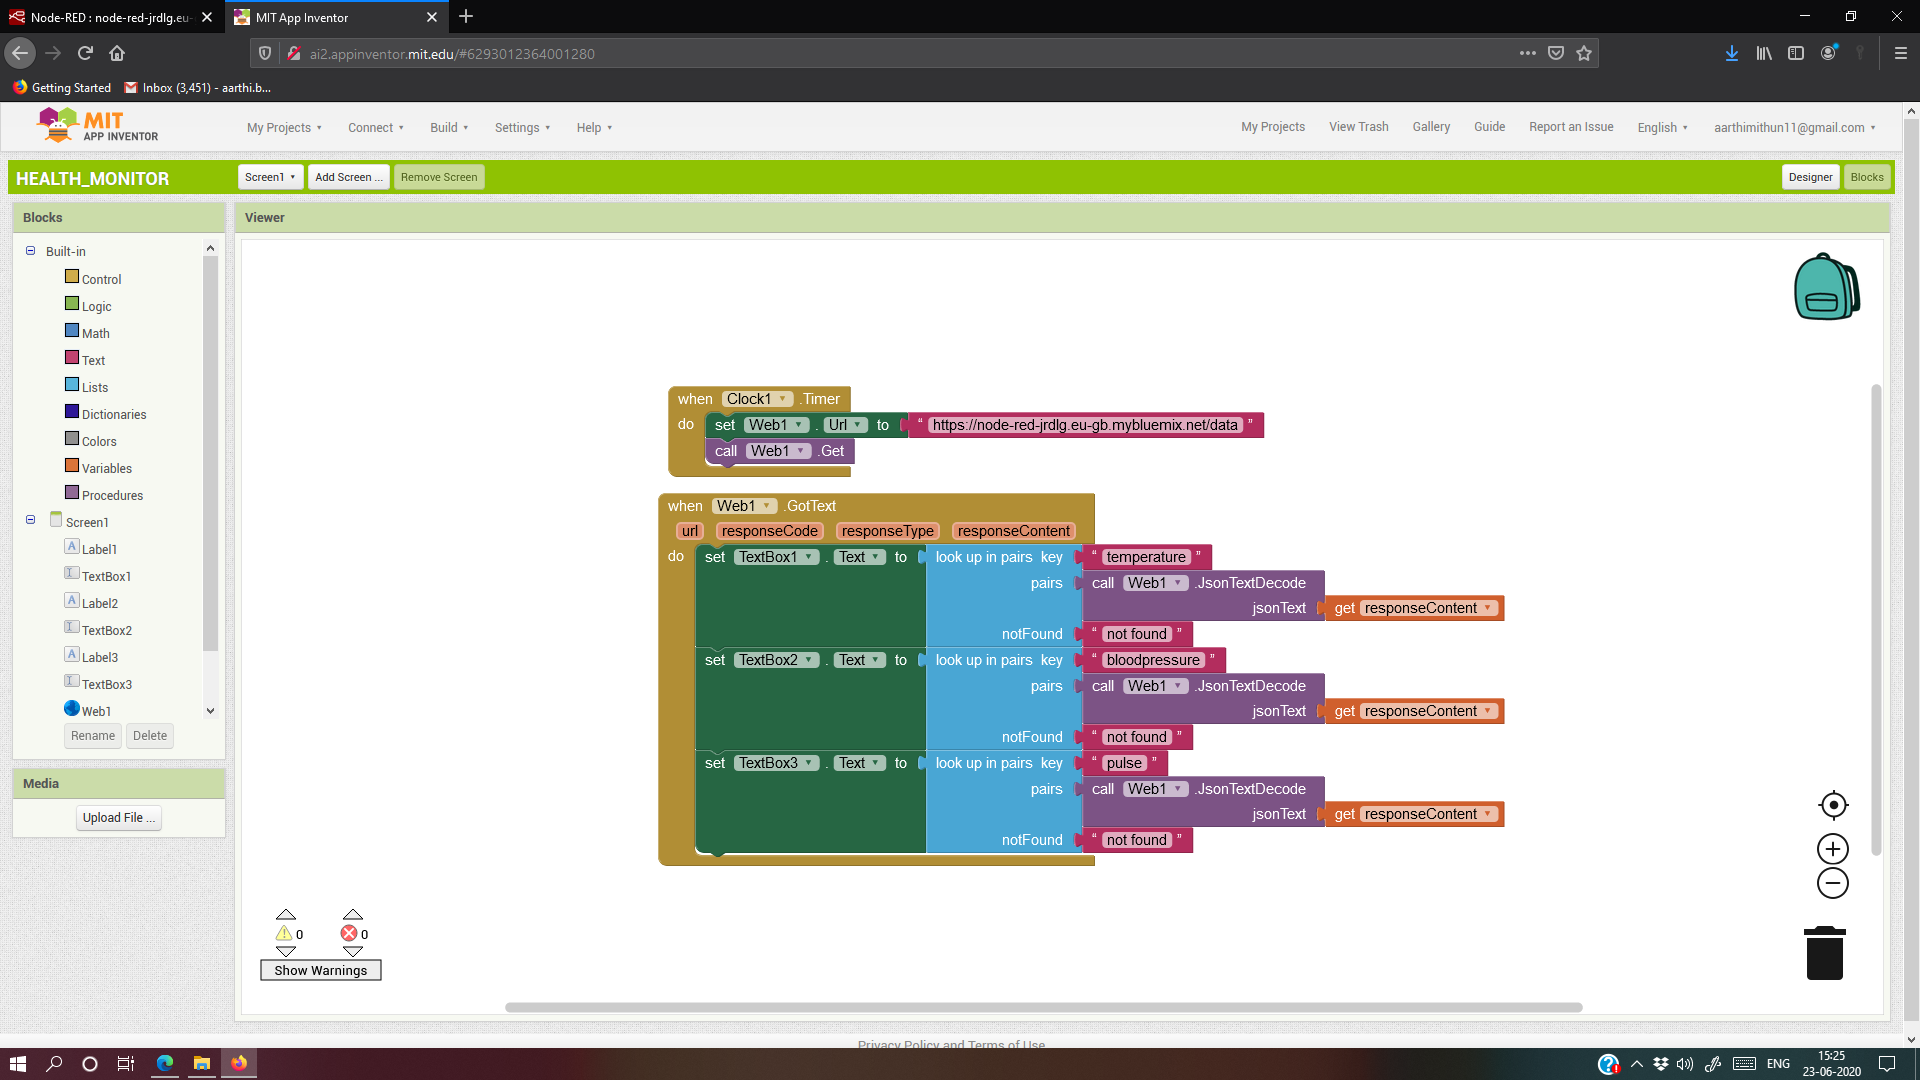 Node-RED : node-red-jrdlg.eu-
MIT App Inventor
ai2.appinventor.mit.edu/#6293012364001280
Getting Started
Inbox (3,451) - aarthi.b...
MIT
APP INVENTOR
My Projects
Connect
Build
Settings
Help
My Projects
View Trash
Gallery
Guide
Report an Issue
English
aarthimithun11@gmail.com
HEALTH_MONITOR
Screen1
Add Screen ...
Remove Screen
Designer
Blocks
Blocks
Viewer
Built-in
Control
Logic
Math
Text
Lists
Dictionaries
Colors
Variables
Procedures
Screen1
Label1
TextBox1
Label2
TextBox2
Label3
TextBox3
Web1
Rename
Delete
Media
Upload File ...
when Clock1 .Timer
do set Web1 . Url to “ https://node-red-jrdlg.eu-gb.mybluemix.net/data ”
call Web1 .Get
when Web1 .GotText
url responseCode responseType responseContent
do set TextBox1 . Text to look up in pairs key “ temperature ”
pairs call Web1 .JsonTextDecode
jsonText get responseContent
notFound “ not found ”
set TextBox2 . Text to look up in pairs key “ bloodpressure ”
pairs call Web1 .JsonTextDecode
jsonText get responseContent
notFound “ not found ”
set TextBox3 . Text to look up in pairs key “ pulse ”
pairs call Web1 .JsonTextDecode
jsonText get responseContent
notFound “ not found ”
0
0
Show Warnings
Privacy Policy and Terms of Use
ENG
15:25
23-06-2020